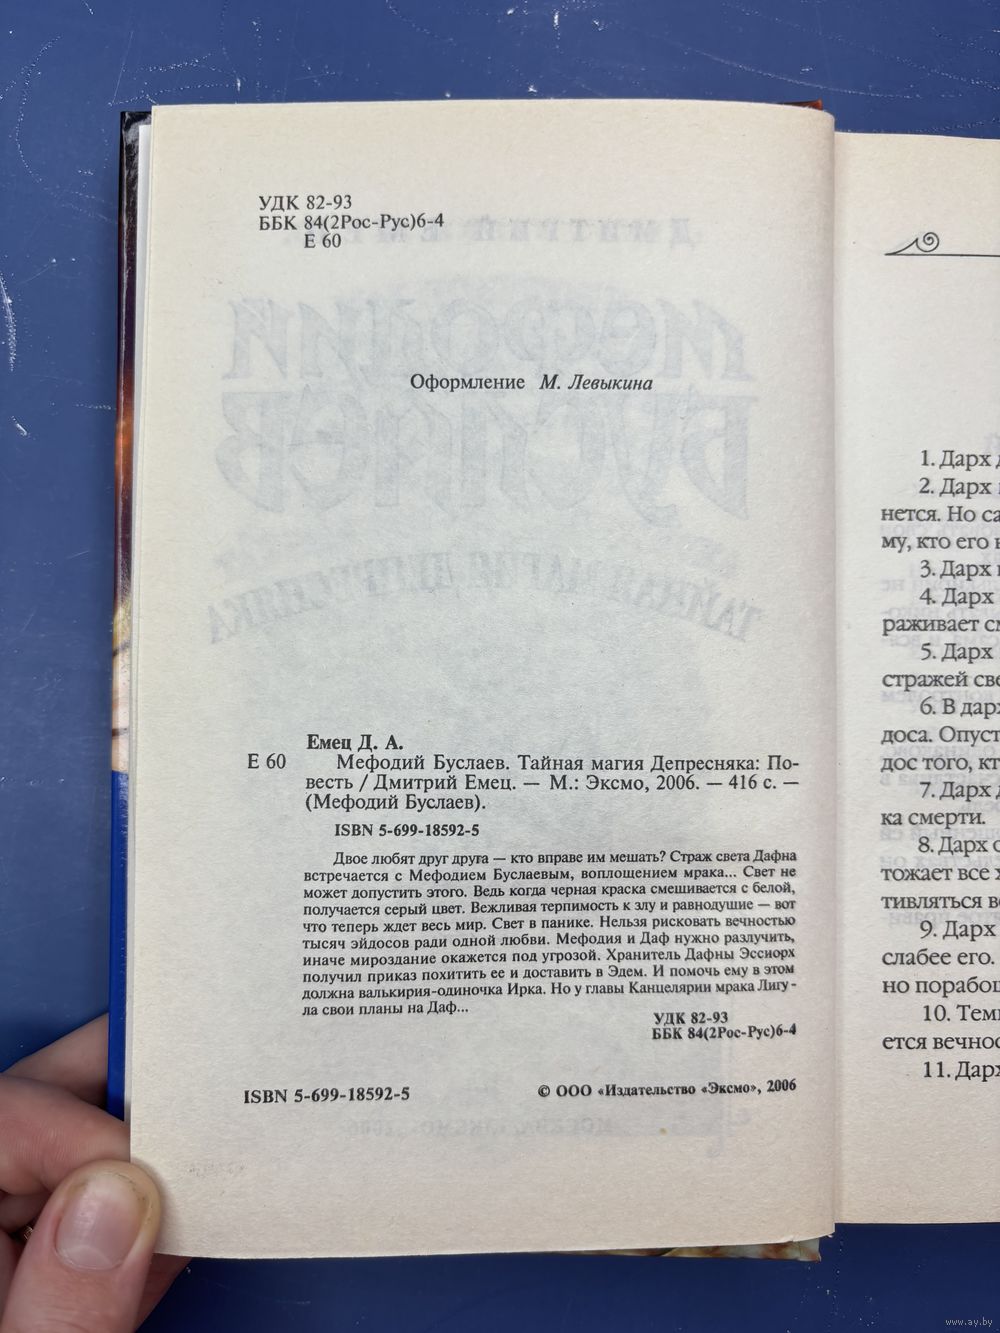 УДК 82-93
ББК 84(2Рос-Рус)6-4
Е 60
Оформление М. Левыкина
Емец Д. А.
Е 60 Мефодий Буслаев. Тайная магия Депресняка: По-
весть / Дмитрий Емец. — М.: Эксмо, 2006. — 416 с. —
(Мефодий Буслаев).
ISBN 5-699-18592-5
Двое любят друг друга — кто вправе им мешать? Страж света Дафна
встречается с Мефодием Буслаевым, воплощением мрака... Свет не
может допустить этого. Ведь когда черная краска смешивается с белой,
получается серый цвет. Вежливая терпимость к злу и равнодушие — вот
что теперь ждет весь мир. Свет в панике. Нельзя рисковать вечностью
тысяч эйдосов ради одной любви. Мефодия и Даф нужно разлучить,
иначе мироздание окажется под угрозой. Хранитель Дафны Эссиорх
получил приказ похитить ее и доставить в Эдем. И помочь ему в этом
должна валькирия-одиночка Ирка. Но у главы Канцелярии мрака Лигу-
ла свои планы на Даф...
УДК 82-93
ББК 84(2Рос-Рус)6-4
ISBN 5-699-18592-5
© ООО «Издательство «Эксмо», 2006
1. Дарх
2. Дарх
нется. Но са
му, кто его
3. Дарх
4. Дарх
раживает с
5. Дарх
стражей све
6. В дарх
доса. Опуст
дос того, кт
7. Дарх
ка смерти.
8. Дарх
тожает все
тивляться
9. Дарх
слабее его.
но порабо
10. Тем
ется вечнос
11. Дарх
www.ay.by